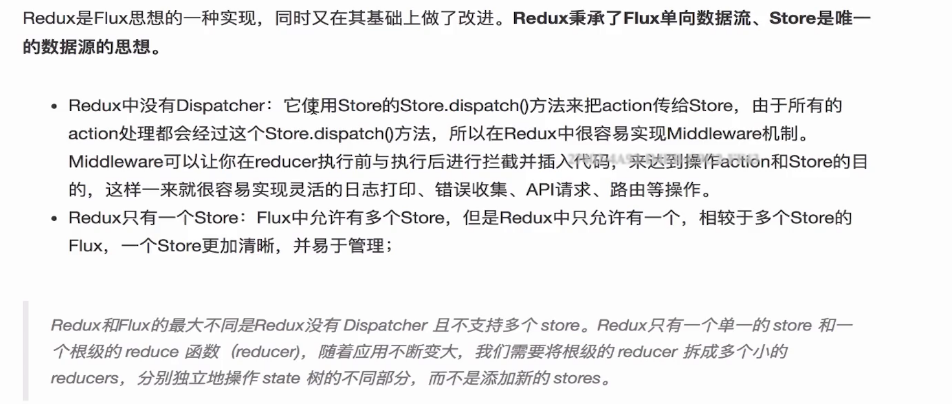 Redux是Flux思想的一种实现，同时又在其基础上做了改进。Redux秉承了Flux单向数据流、Store是唯一
的数据源的思想。
• Redux中没有Dispatcher：它使用Store的Store.dispatch()方法来把action传给Store，由于所有的
action处理都会经过这个Store.dispatch()方法，所以在Redux中很容易实现Middleware机制。
Middleware可以让你在reducer执行前与执行后进行拦截并插入代码，来达到操作action和Store的目
的，这样一来就很容易实现灵活的日志打印、错误收集、API请求、路由等操作。
• Redux只有一个Store：Flux中允许有多个Store，但是Redux中只允许有一个，相较于多个Store的
Flux，一个Store更加清晰，并易于管理；
Redux和Flux的最大不同是Redux没有 Dispatcher 且不支持多个 store。Redux只有一个单一的 store 和一
个根级的 reduce 函数（reducer)，随着应用不断变大，我们需要将根级的 reducer 拆成多个小的
reducers，分别独立地操作 state 树的不同部分，而不是添加新的 stores。